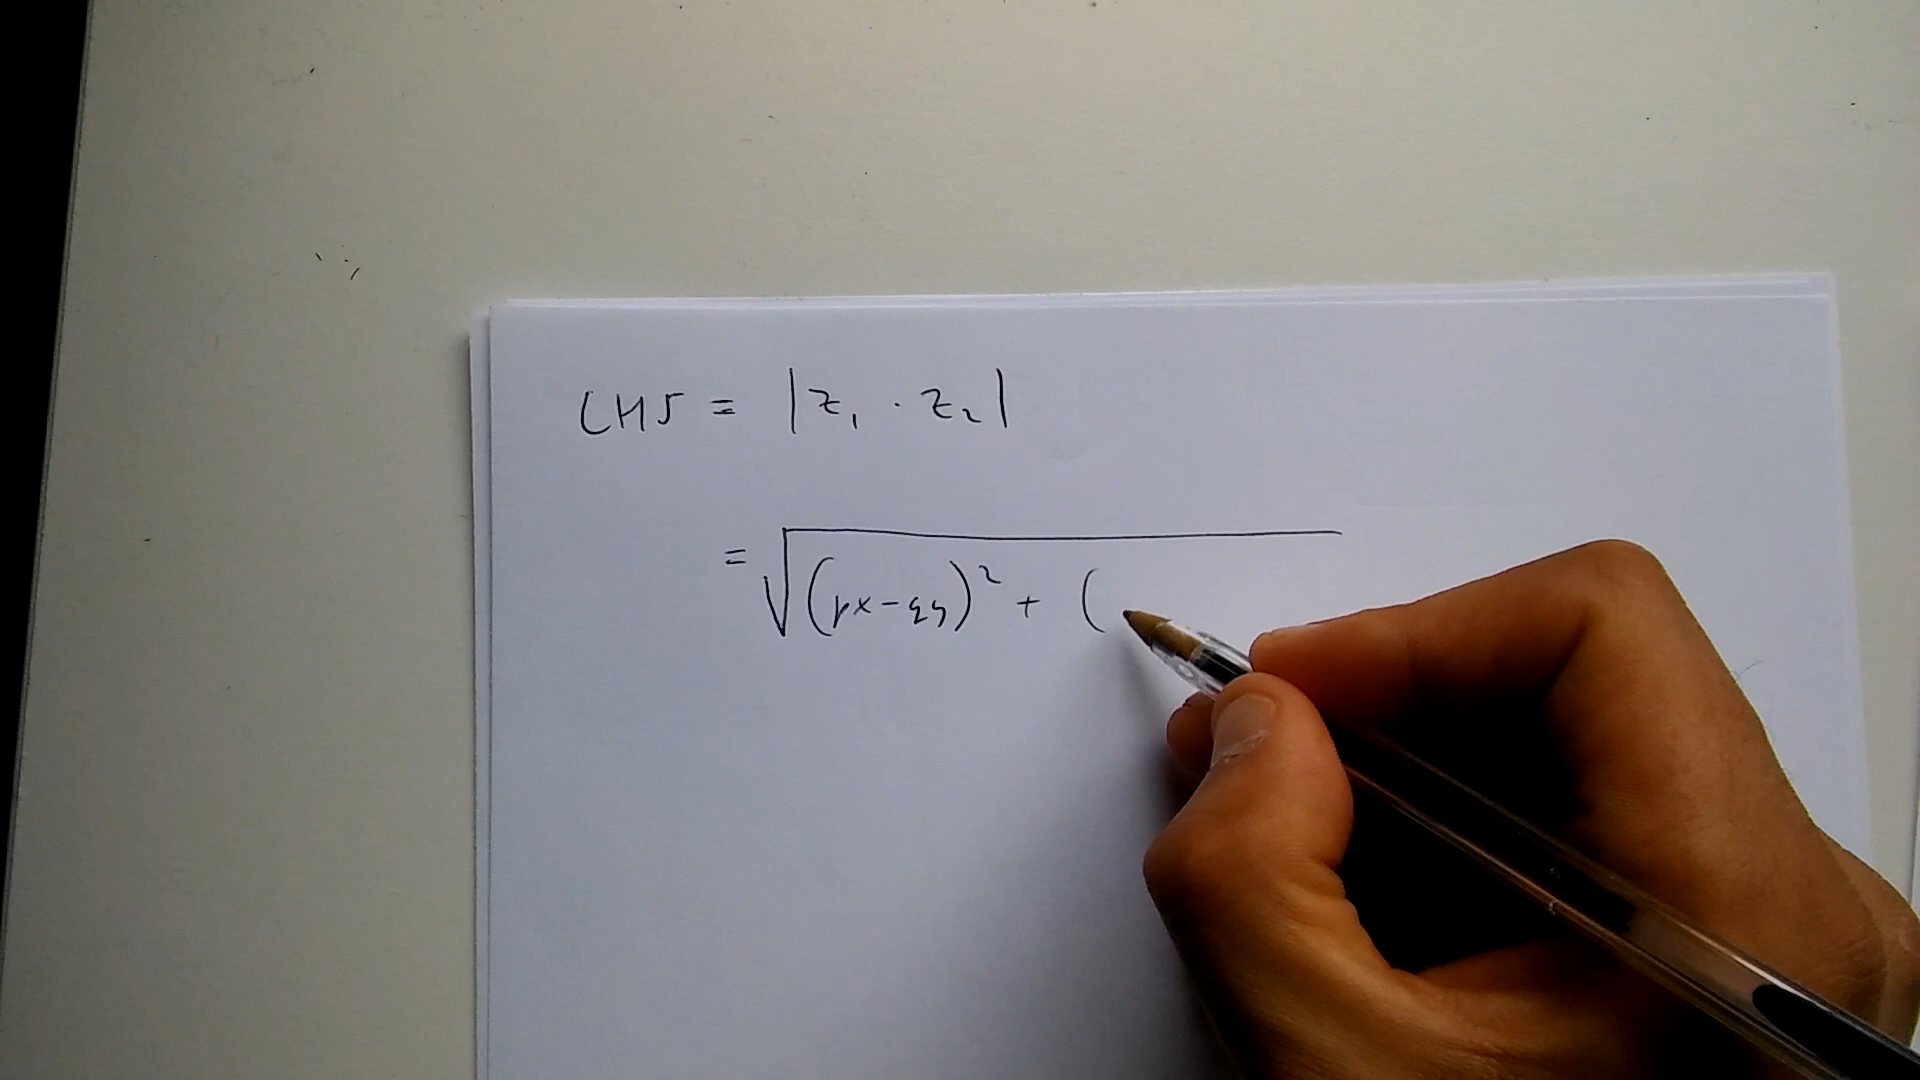 LHS = |z₁ · z₂|
= √(px-qy)² + (